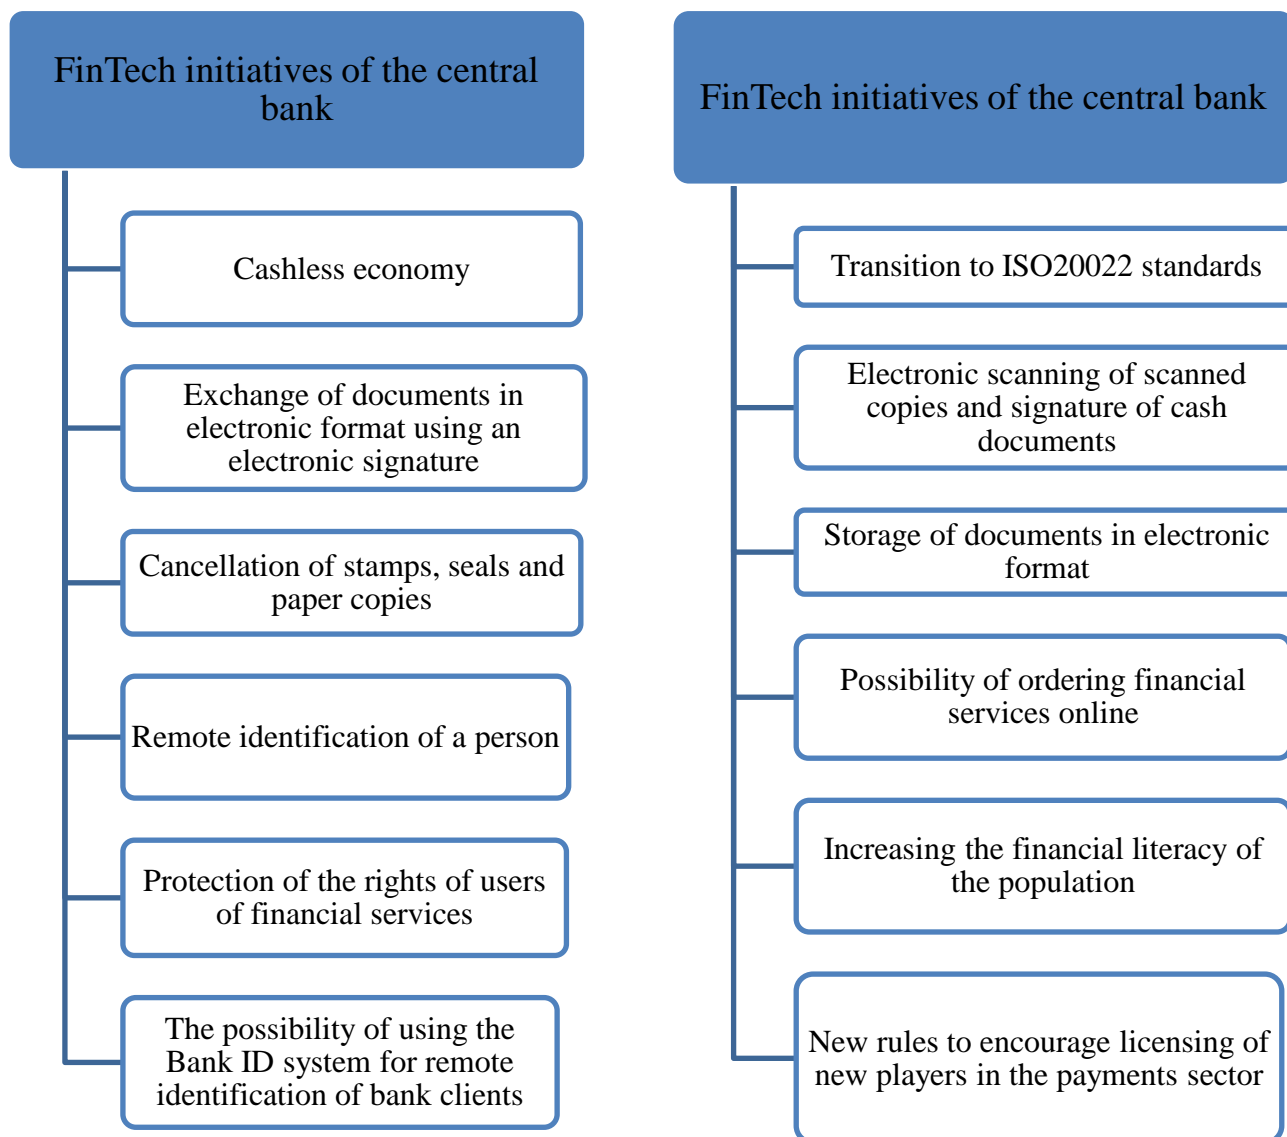 FinTech initiatives of the central
bank
Cashless economy
Exchange of documents in
electronic format using an
electronic signature
Cancellation of stamps, seals and
paper copies
Remote identification of a person
Protection of the rights of users
of financial services
The possibility of using the
Bank ID system for remote
identification of bank clients
FinTech initiatives of the central bank
Transition to ISO20022 standards
Electronic scanning of scanned
copies and signature of cash
documents
Storage of documents in electronic
format
Possibility of ordering financial
services online
Increasing the financial literacy of
the population
New rules to encourage licensing of
new players in the payments sector